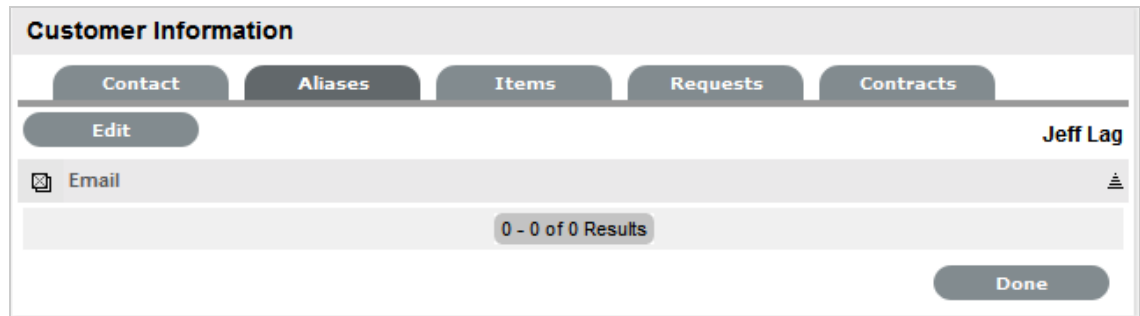 Customer Information
Contact Aliases Items Requests Contracts
Edit Jeff Lag
Email
0 - 0 of 0 Results
Done